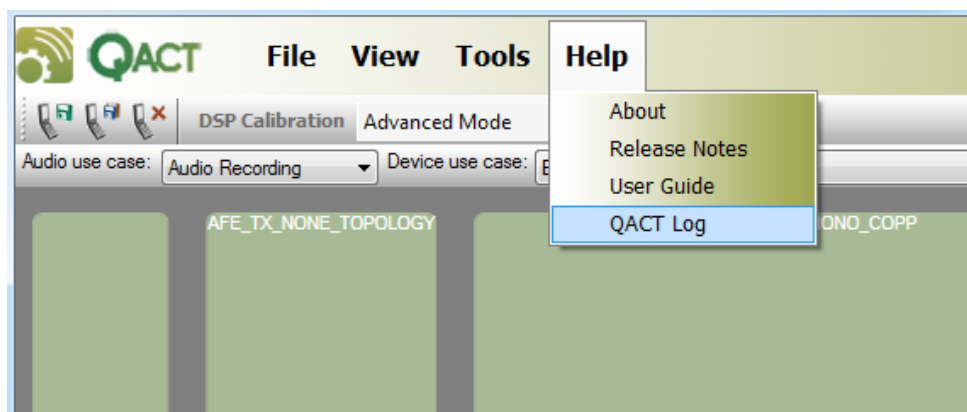 QACT File View Tools Help
DSP Calibration Advanced Mode
Audio use case: Audio Recording Device use case:
About
Release Notes
User Guide
QACT Log
AFE_TX_NONE_TOPOLOGY ONO_COPP